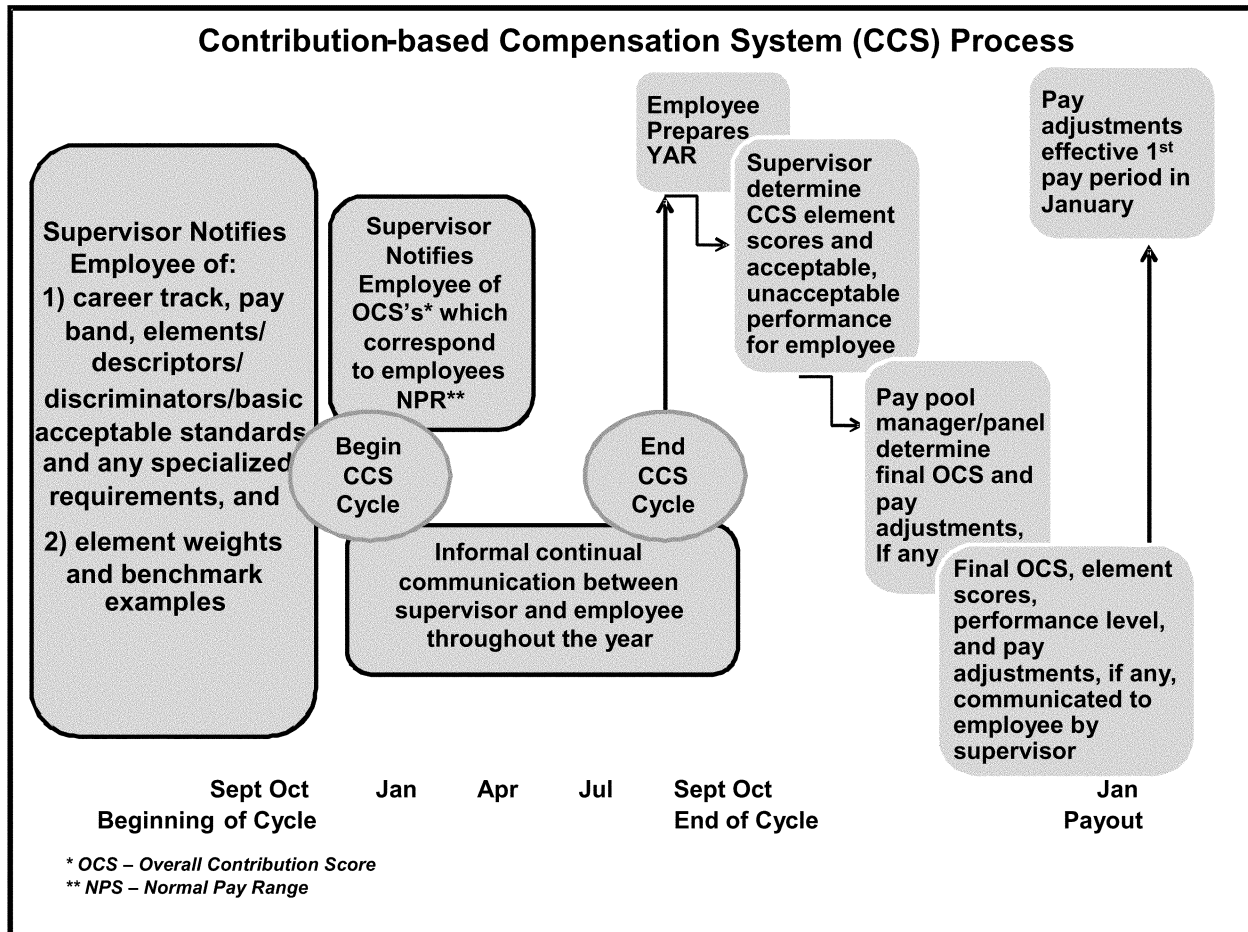 Contribution-based Compensation System (CCS) Process
Supervisor Notifies
Employee of:
1) career track, pay
band, elements/
descriptors/
discriminators/basic
acceptable standards
and any specialized
requirements, and
2) element weights
and benchmark
examples
Supervisor
Notifies
Employee of
OCS's* which
correspond
to employees
NPR**
Begin
CCS
Cycle
Informal continual
communication between
supervisor and employee
throughout the year
End
CCS
Cycle
Employee
Prepares
YAR
Supervisor
determine
CCS element
scores and
acceptable,
unacceptable
performance
for employee
Pay pool
manager/panel
determine
final OCS and
pay
adjustments,
If any
Final OCS, element
scores,
performance level,
and pay
adjustments, if any,
communicated to
employee by
supervisor
Pay
adjustments
effective 1st
pay period in
January
Sept Oct Jan Apr Jul Sept Oct Jan
Beginning of Cycle End of Cycle Payout
* OCS – Overall Contribution Score
** NPS – Normal Pay Range